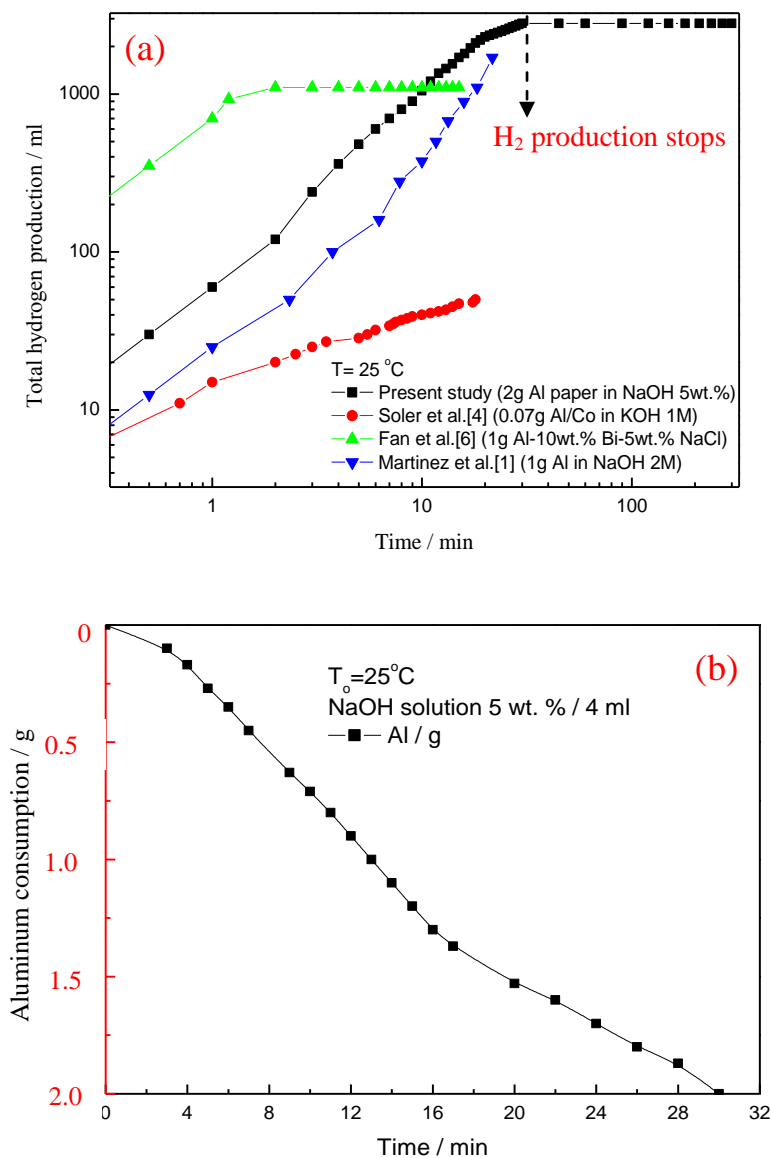 (a)
1000
100
10
Total hydrogen production / ml
H2 production stops
T= 25 °C
Present study (2g Al paper in NaOH 5wt.%)
Soler et al.[4] (0.07g Al/Co in KOH 1M)
Fan et al.[6] (1g Al-10wt.% Bi-5wt.% NaCl)
Martinez et al.[1] (1g Al in NaOH 2M)
1 10 100
Time / min
(b)
0
0.5
1.0
1.5
2.0
Aluminum consumption / g
To=25°C
NaOH solution 5 wt. % / 4 ml
Al / g
0 4 8 12 16 20 24 28 32
Time / min